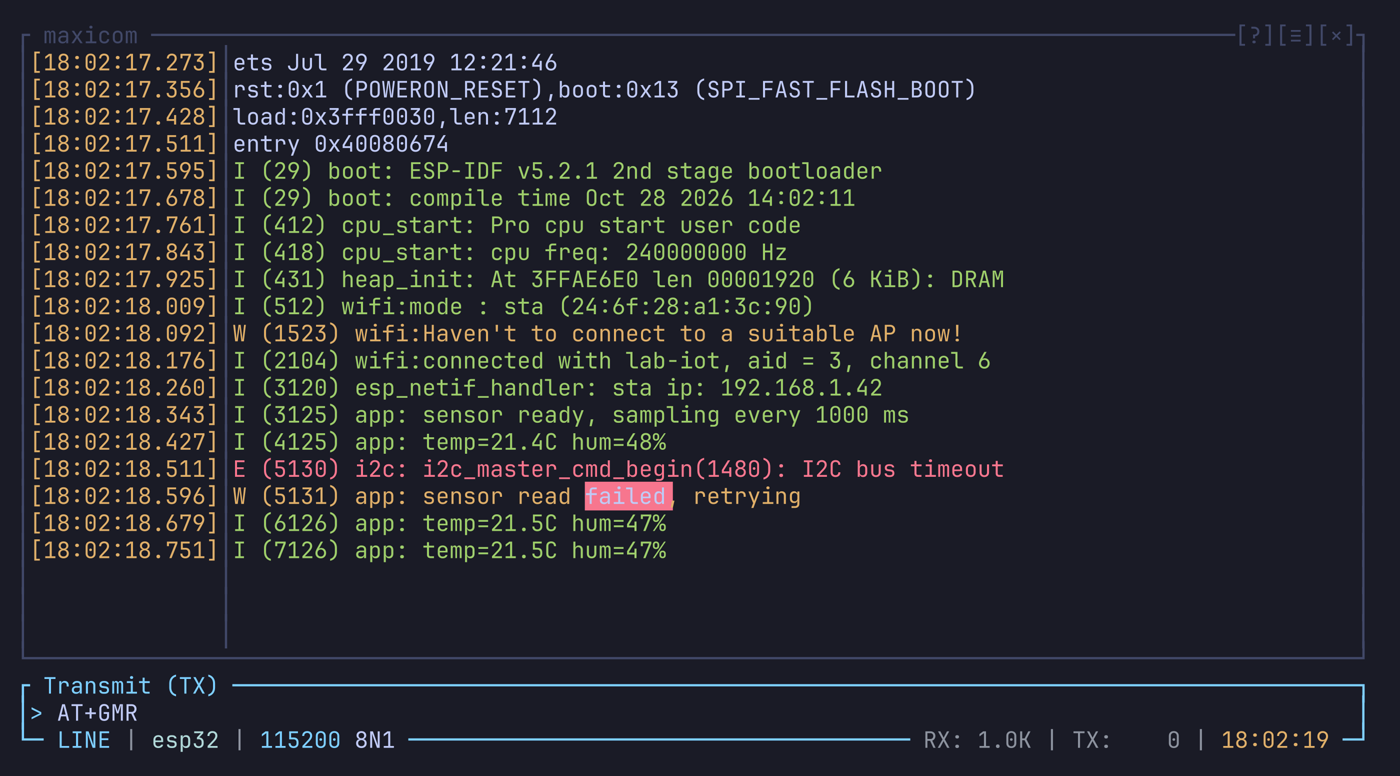 maxicom [?][≡][×]
[18:02:17.273] ets Jul 29 2019 12:21:46
[18:02:17.356] rst:0x1 (POWERON_RESET),boot:0x13 (SPI_FAST_FLASH_BOOT)
[18:02:17.428] load:0x3fff0030,len:7112
[18:02:17.511] entry 0x40080674
[18:02:17.595] I (29) boot: ESP-IDF v5.2.1 2nd stage bootloader
[18:02:17.678] I (29) boot: compile time Oct 28 2026 14:02:11
[18:02:17.761] I (412) cpu_start: Pro cpu start user code
[18:02:17.843] I (418) cpu_start: cpu freq: 240000000 Hz
[18:02:17.925] I (431) heap_init: At 3FFAE6E0 len 00001920 (6 KiB): DRAM
[18:02:18.009] I (512) wifi:mode : sta (24:6f:28:a1:3c:90)
[18:02:18.092] W (1523) wifi:Haven't to connect to a suitable AP now!
[18:02:18.176] I (2104) wifi:connected with lab-iot, aid = 3, channel 6
[18:02:18.260] I (3120) esp_netif_handler: sta ip: 192.168.1.42
[18:02:18.343] I (3125) app: sensor ready, sampling every 1000 ms
[18:02:18.427] I (4125) app: temp=21.4C hum=48%
[18:02:18.511] E (5130) i2c: i2c_master_cmd_begin(1480): I2C bus timeout
[18:02:18.596] W (5131) app: sensor read failed, retrying
[18:02:18.679] I (6126) app: temp=21.5C hum=47%
[18:02:18.751] I (7126) app: temp=21.5C hum=47%
Transmit (TX)
> AT+GMR
LINE | esp32 | 115200 8N1 RX: 1.0K | TX: 0 | 18:02:19